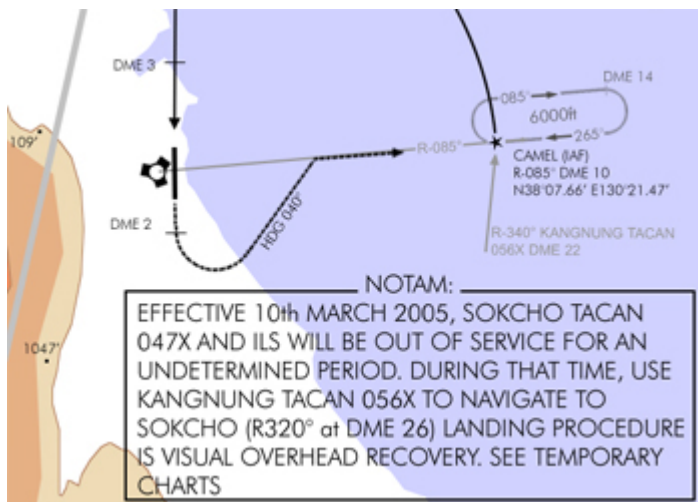 DME 3
DME 14
085°
6000ft
109'
265°
R-085°
CAMEL (IAF)
R-085° DME 10
N38°07.66' E130°21.47'
DME 2
HDG 040°
R-340° KANGNUNG TACAN
056X DME 22
NOTAM:
EFFECTIVE 10th MARCH 2005, SOKCHO TACAN
047X AND ILS WILL BE OUT OF SERVICE FOR AN
UNDETERMINED PERIOD. DURING THAT TIME, USE
KANGNUNG TACAN 056X TO NAVIGATE TO
SOKCHO (R320° at DME 26) LANDING PROCEDURE
IS VISUAL OVERHEAD RECOVERY. SEE TEMPORARY
CHARTS
1047'